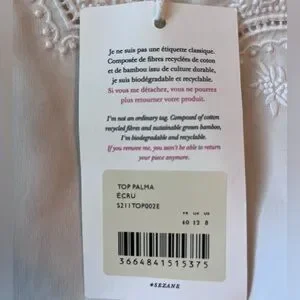 Je ne suis pas une étiquette classique.
Composée de fibres recyclées de coton
et de bambou issu de culture durable,
je suis biodégradable et recyclable.
Si vous me détachez, vous ne pourrez
plus retourner votre produit.
I'm not an ordinary tag. Composed of cotton
recycled fibres and sustainable grown bamboo,
I'm biodegradable and recyclable.
If you remove me, you won't be able to return
your piece anymore.
TOP PALMA
ÉCRU
S211TOP002E
FR UK US
40 12 8
3664841515375
#SEZANE